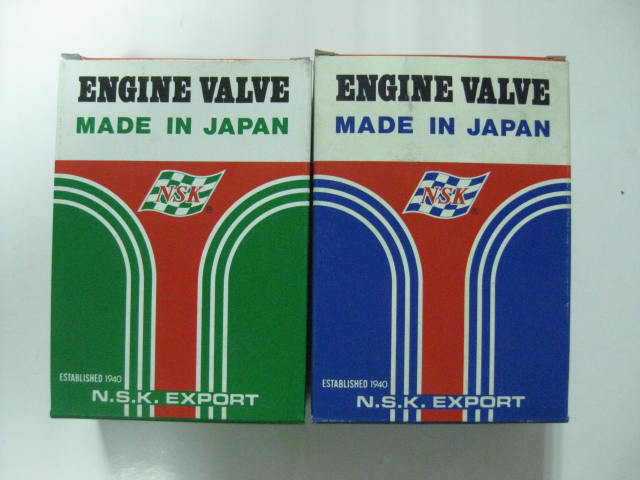 ENGINE VALVE
MADE IN JAPAN
NSK
®
ESTABLISHED 1940
N.S.K. EXPORT
ENGINE VALVE
MADE IN JAPAN
NSK
®
ESTABLISHED 1940
N.S.K. EXPORT